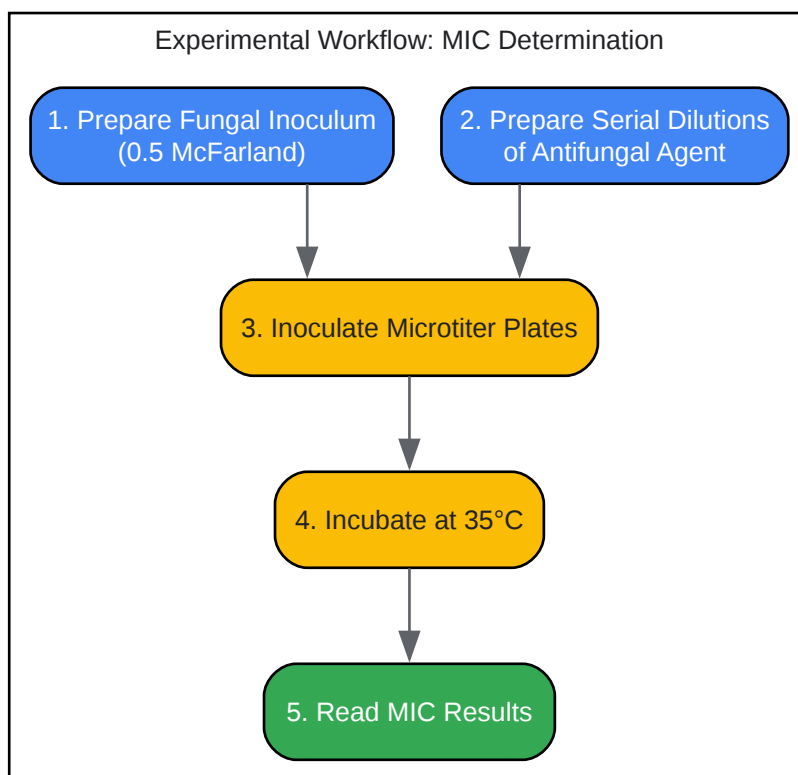 Experimental Workflow: MIC Determination
1. Prepare Fungal Inoculum
(0.5 McFarland)
2. Prepare Serial Dilutions
of Antifungal Agent
3. Inoculate Microtiter Plates
4. Incubate at 35°C
5. Read MIC Results